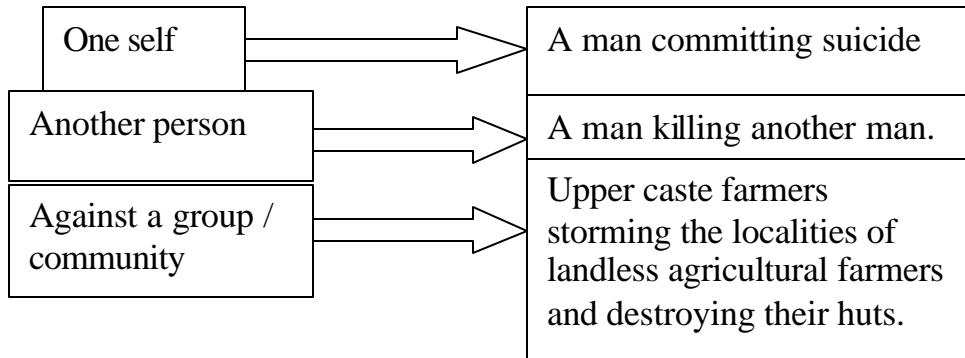 One self
A man committing suicide
Another person
A man killing another man.
Against a group /
community
Upper caste farmers
storming the localities of
landless agricultural farmers
and destroying their huts.